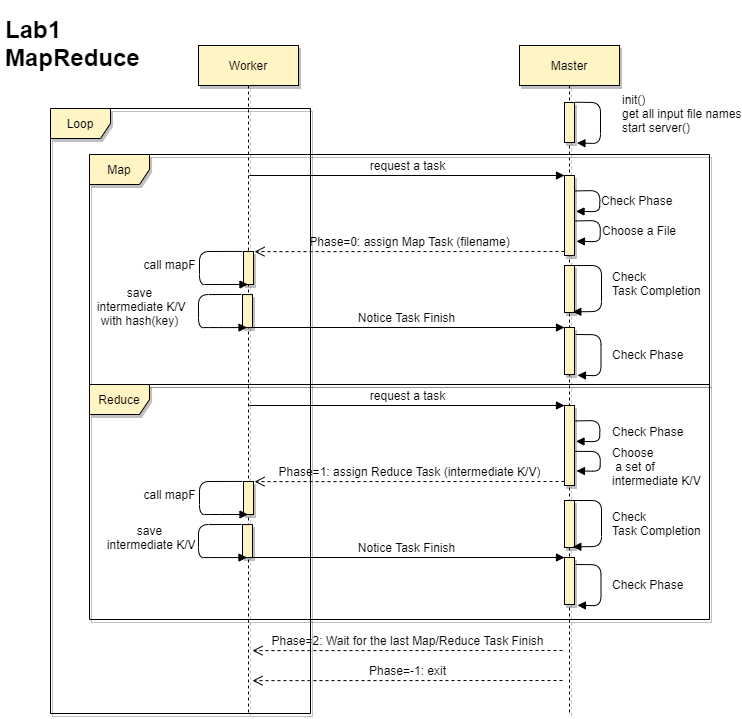 Lab1
MapReduce
Worker
Master
init()
get all input file names
start server()
Loop
Map
request a task
Check Phase
Choose a File
Phase=0: assign Map Task (filename)
call mapF
Check
Task Completion
save
intermediate K/V
with hash(key)
Notice Task Finish
Check Phase
Reduce
request a task
Check Phase
Choose
a set of
intermediate K/V
Phase=1: assign Reduce Task (intermediate K/V)
call mapF
Check
Task Completion
save
intermediate K/V
Notice Task Finish
Check Phase
Phase=2: Wait for the last Map/Reduce Task Finish
Phase=-1: exit